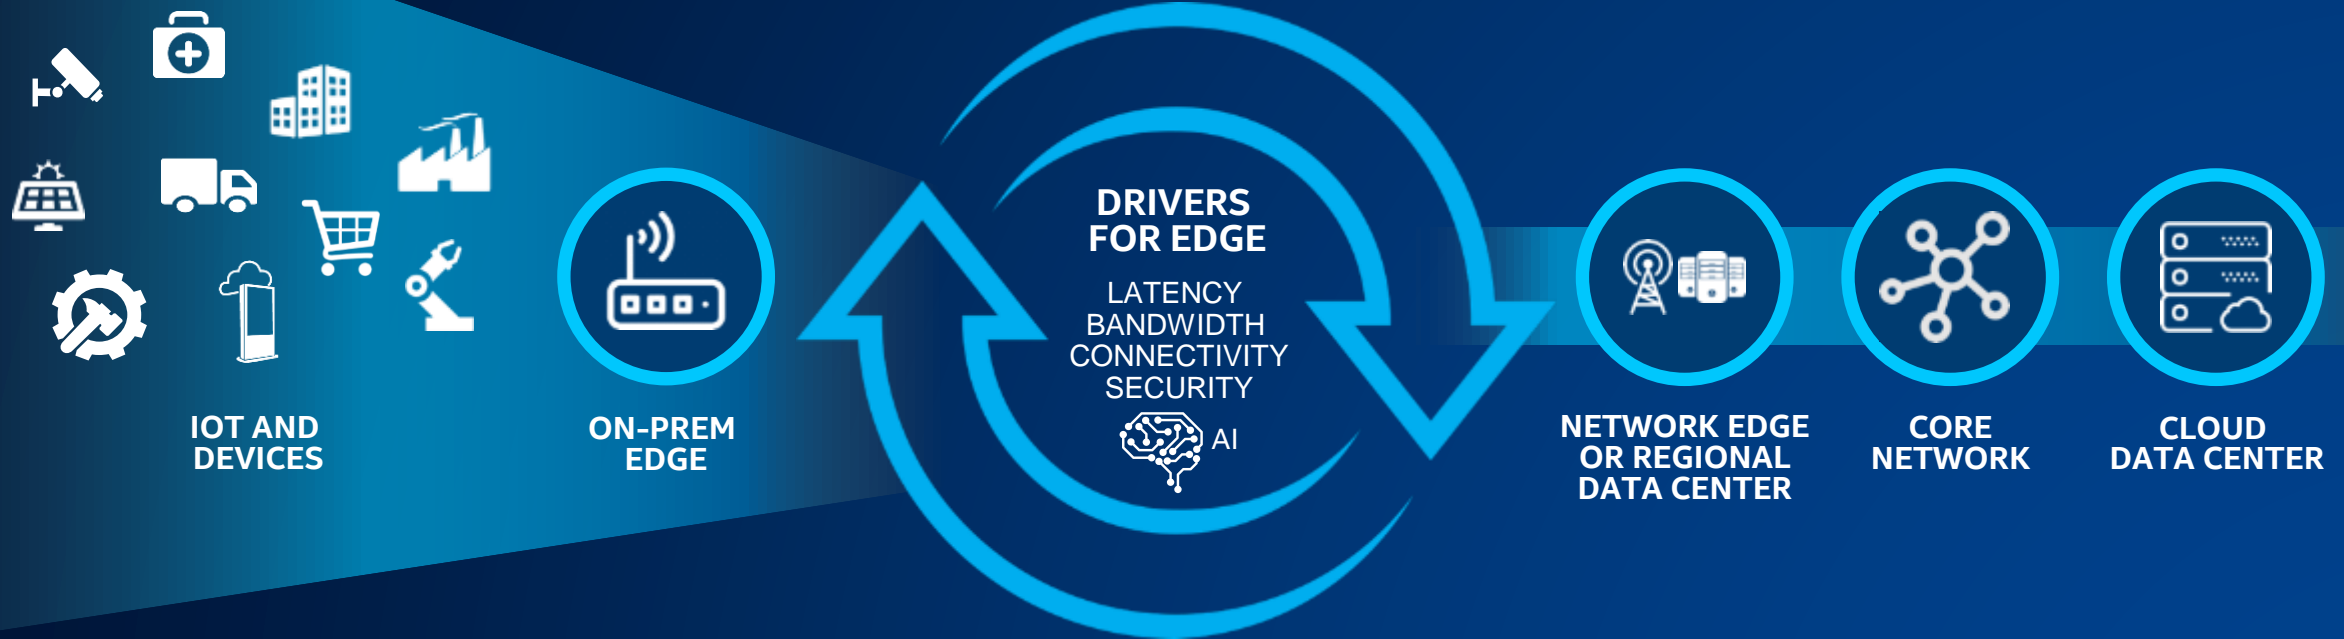 IOT AND
DEVICES
ON-PREM
EDGE
DRIVERS
FOR EDGE
LATENCY
BANDWIDTH
CONNECTIVITY
SECURITY
AI
NETWORK EDGE
OR REGIONAL
DATA CENTER
CORE
NETWORK
CLOUD
DATA CENTER